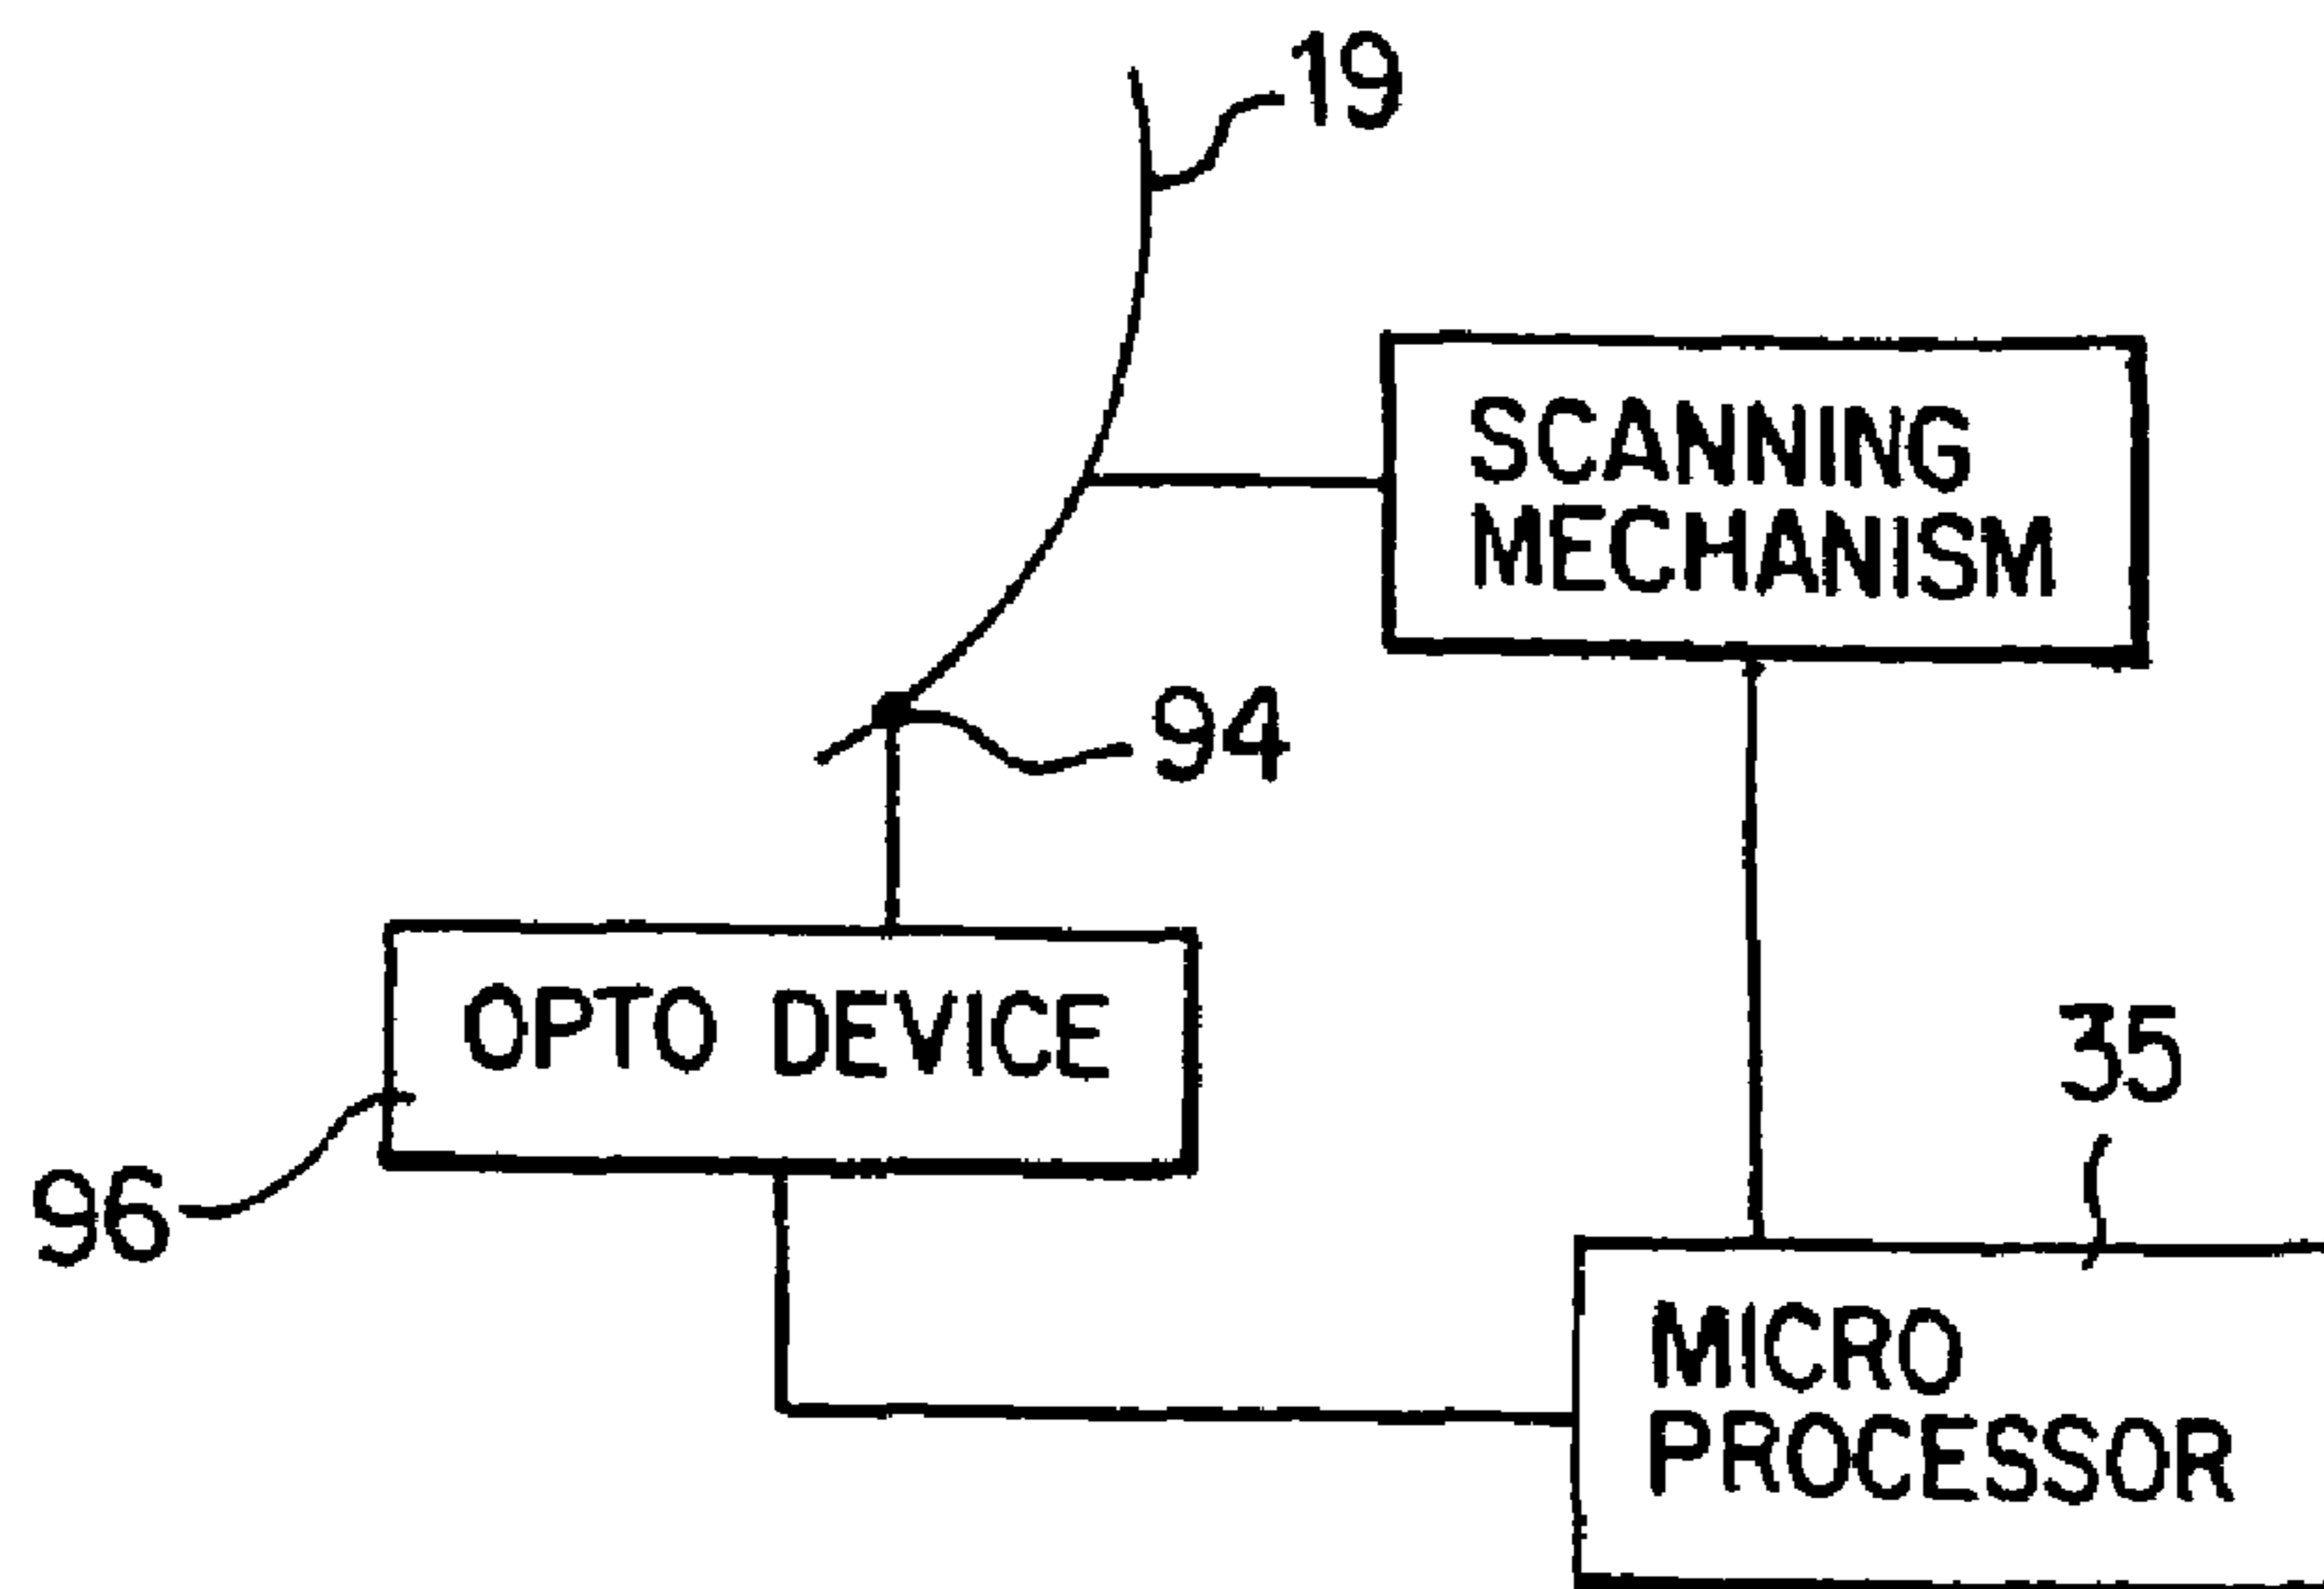 19
SCANNING
MECHANISM
94
OPTO DEVICE
35
96
MICRO
PROCESSOR